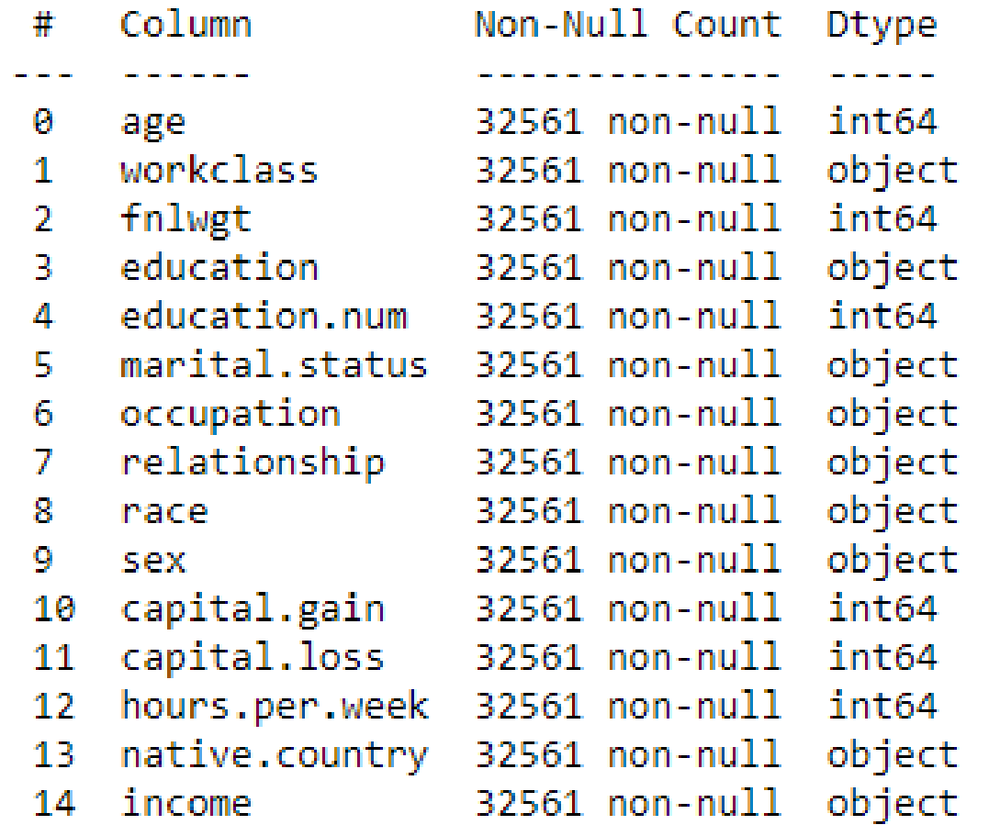 #   Column          Non-Null Count  Dtype
---  ------          --------------  -----
0   age             32561 non-null  int64
1   workclass       32561 non-null  object
2   fnlwgt          32561 non-null  int64
3   education       32561 non-null  object
4   education.num   32561 non-null  int64
5   marital.status  32561 non-null  object
6   occupation      32561 non-null  object
7   relationship    32561 non-null  object
8   race            32561 non-null  object
9   sex             32561 non-null  object
10  capital.gain    32561 non-null  int64
11  capital.loss    32561 non-null  int64
12  hours.per.week  32561 non-null  int64
13  native.country  32561 non-null  object
14  income          32561 non-null  object